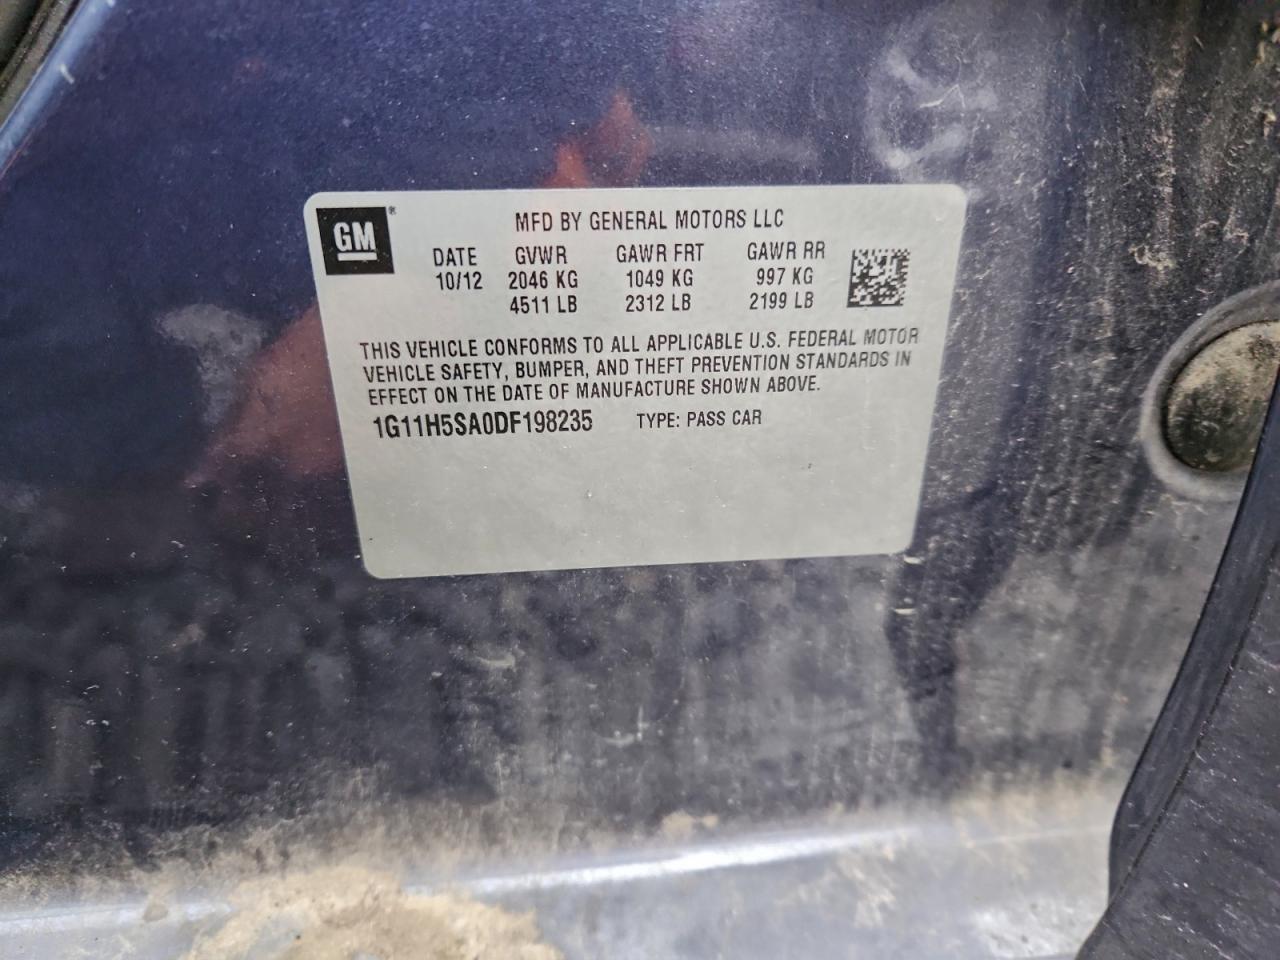 GM®
MFD BY GENERAL MOTORS LLC
DATE GVWR GAWR FRT GAWR RR
10/12 2046 KG 1049 KG 997 KG
4511 LB 2312 LB 2199 LB
THIS VEHICLE CONFORMS TO ALL APPLICABLE U.S. FEDERAL MOTOR
VEHICLE SAFETY, BUMPER, AND THEFT PREVENTION STANDARDS IN
EFFECT ON THE DATE OF MANUFACTURE SHOWN ABOVE.
1G11H5SA0DF198235 TYPE: PASS CAR